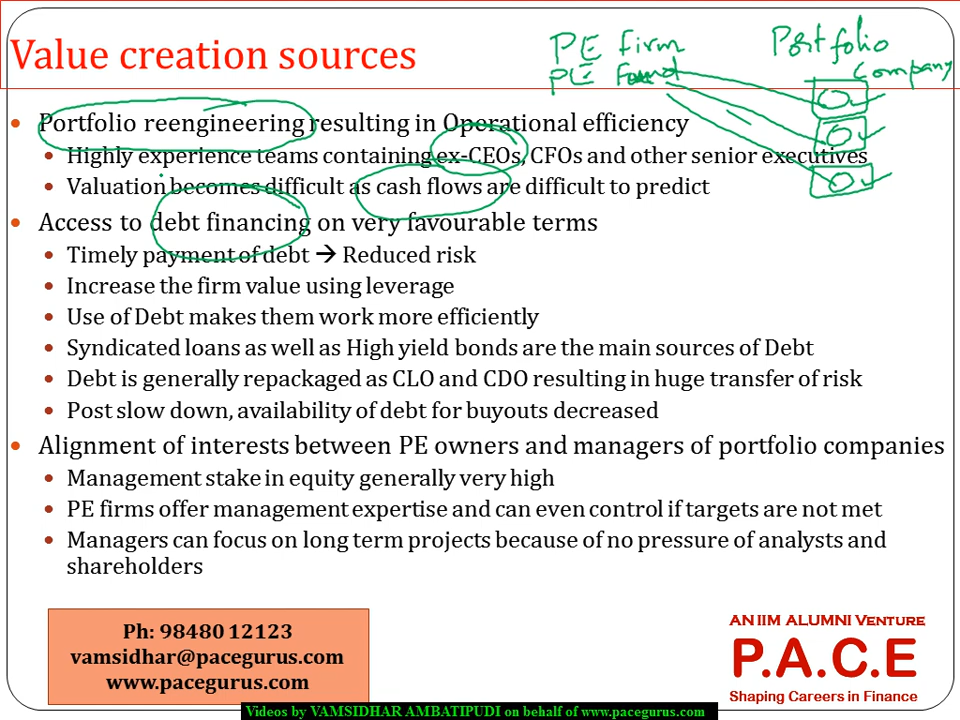 Value creation sources
PE Firm
PE Found
Portfolio
Company
• Portfolio reengineering resulting in Operational efficiency
• Highly experience teams containing ex-CEOs, CFOs and other senior executives
• Valuation becomes difficult as cash flows are difficult to predict
• Access to debt financing on very favourable terms
• Timely payment of debt → Reduced risk
• Increase the firm value using leverage
• Use of Debt makes them work more efficiently
• Syndicated loans as well as High yield bonds are the main sources of Debt
• Debt is generally repackaged as CLO and CDO resulting in huge transfer of risk
• Post slow down, availability of debt for buyouts decreased
• Alignment of interests between PE owners and managers of portfolio companies
• Management stake in equity generally very high
• PE firms offer management expertise and can even control if targets are not met
• Managers can focus on long term projects because of no pressure of analysts and
shareholders
Ph: 98480 12123
vamsidhar@pacegurus.com
www.pacegurus.com
AN IIM ALUMNI VENTURE
P.A.C.E
Shaping Careers in Finance
Videos by VAMSIDHAR AMBATIPUDI on behalf of www.pacegurus.com